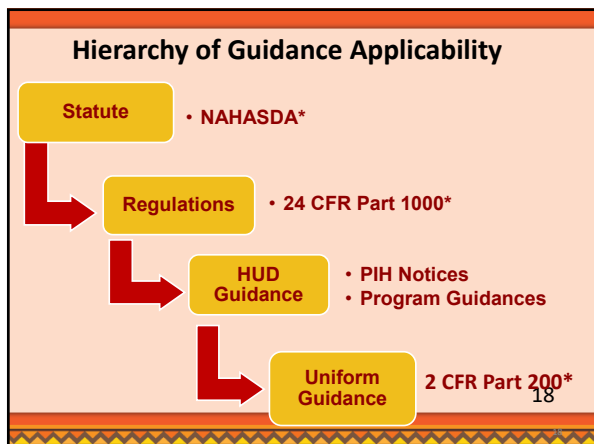 Hierarchy of Guidance Applicability
Statute
• NAHASDA*
Regulations
• 24 CFR Part 1000*
HUD
Guidance
• PIH Notices
• Program Guidances
Uniform
Guidance
2 CFR Part 200*
18